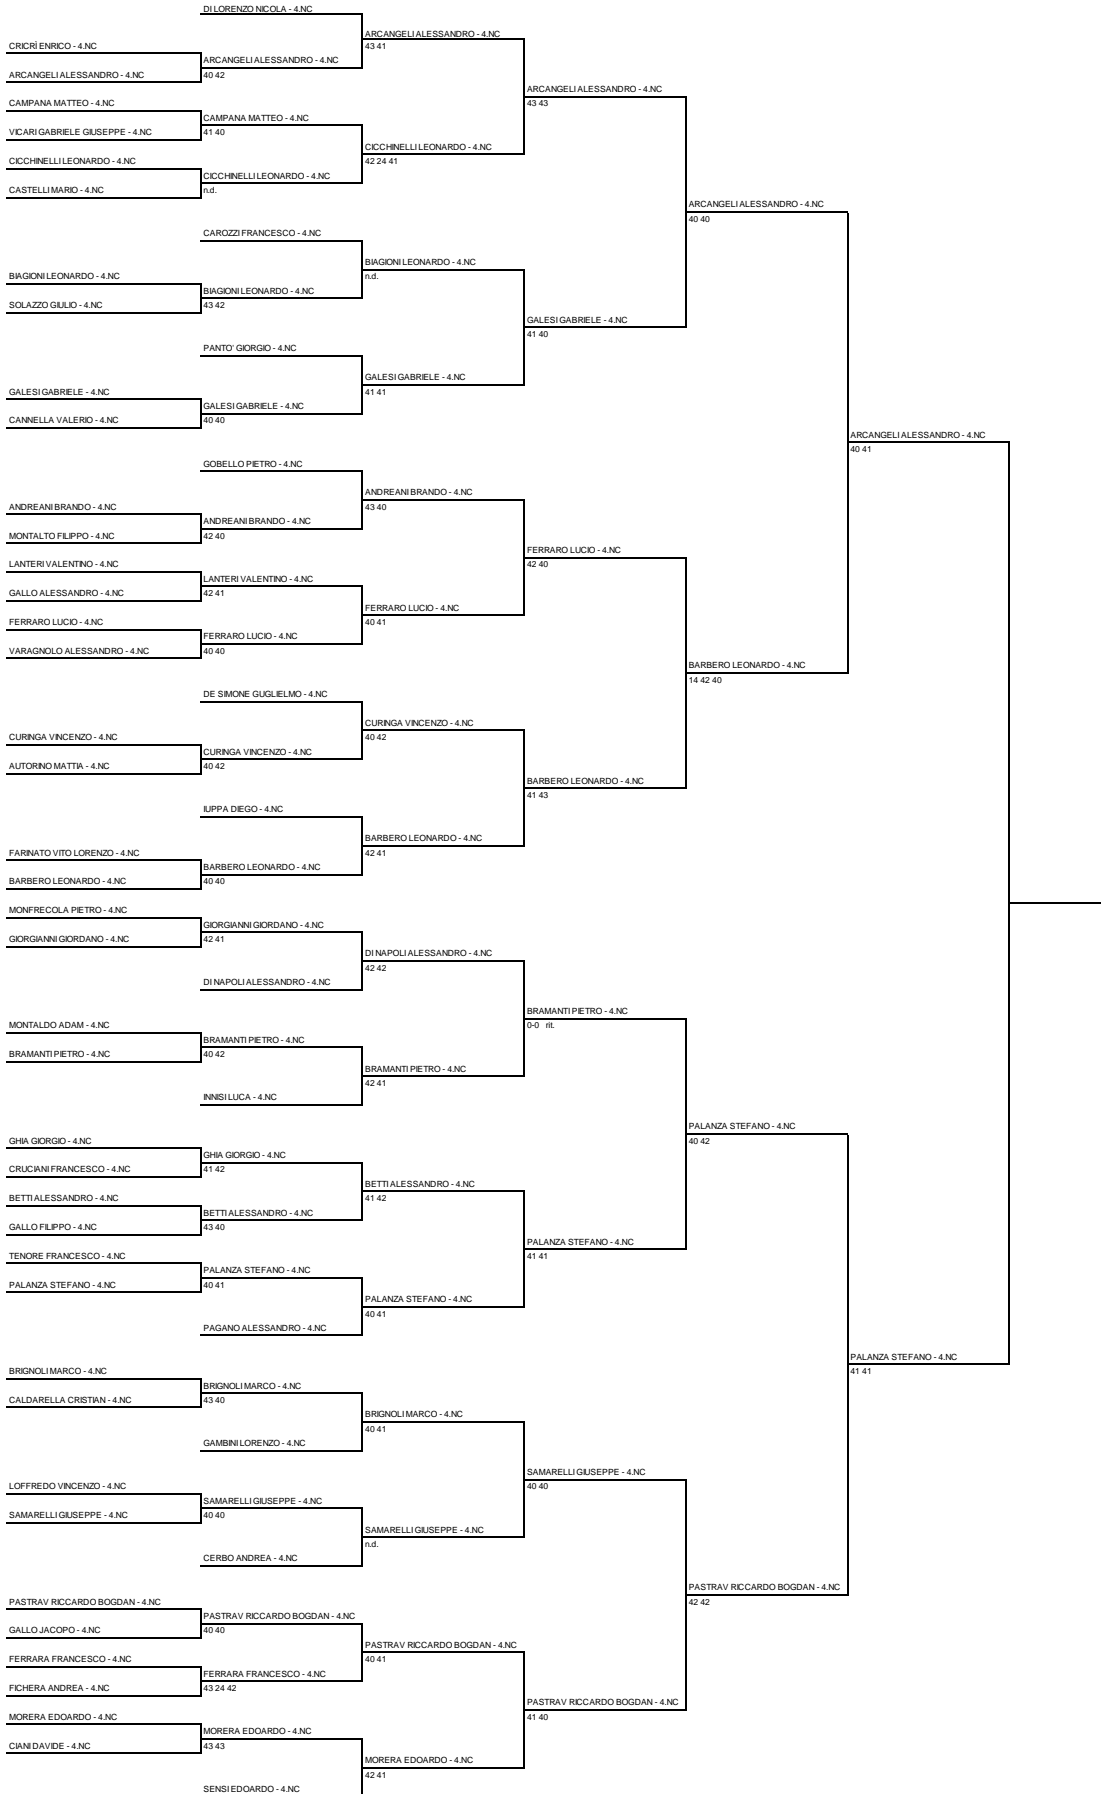 DI LORENZO NICOLA - 4.NC
ARCANGELI ALESSANDRO - 4.NC
43 41
CRICRÌ ENRICO - 4.NC
ARCANGELI ALESSANDRO - 4.NC
40 42
ARCANGELI ALESSANDRO - 4.NC
ARCANGELI ALESSANDRO - 4.NC
43 43
CAMPANA MATTEO - 4.NC
CAMPANA MATTEO - 4.NC
41 40
VICARI GABRIELE GIUSEPPE - 4.NC
CICCHINELLI LEONARDO - 4.NC
42 24 41
CICCHINELLI LEONARDO - 4.NC
CICCHINELLI LEONARDO - 4.NC
n.d.
CASTELLI MARIO - 4.NC
ARCANGELI ALESSANDRO - 4.NC
40 40
CAROZZI FRANCESCO - 4.NC
BIAGIONI LEONARDO - 4.NC
n.d.
BIAGIONI LEONARDO - 4.NC
BIAGIONI LEONARDO - 4.NC
43 42
SOLAZZO GIULIO - 4.NC
GALESI GABRIELE - 4.NC
41 40
PANTO' GIORGIO - 4.NC
GALESI GABRIELE - 4.NC
41 41
GALESI GABRIELE - 4.NC
GALESI GABRIELE - 4.NC
40 40
CANNELLA VALERIO - 4.NC
ARCANGELI ALESSANDRO - 4.NC
40 41
GOBELLO PIETRO - 4.NC
ANDREANI BRANDO - 4.NC
43 40
ANDREANI BRANDO - 4.NC
ANDREANI BRANDO - 4.NC
42 40
MONTALTO FILIPPO - 4.NC
FERRARO LUCIO - 4.NC
42 40
LANTERI VALENTINO - 4.NC
LANTERI VALENTINO - 4.NC
42 41
GALLO ALESSANDRO - 4.NC
FERRARO LUCIO - 4.NC
40 41
FERRARO LUCIO - 4.NC
FERRARO LUCIO - 4.NC
40 40
VARAGNOLO ALESSANDRO - 4.NC
BARBERO LEONARDO - 4.NC
14 42 40
DE SIMONE GUGLIELMO - 4.NC
CURINGA VINCENZO - 4.NC
40 42
CURINGA VINCENZO - 4.NC
CURINGA VINCENZO - 4.NC
40 42
AUTORINO MATTIA - 4.NC
BARBERO LEONARDO - 4.NC
41 43
IUPPA DIEGO - 4.NC
BARBERO LEONARDO - 4.NC
42 41
FARINATO VITO LORENZO - 4.NC
BARBERO LEONARDO - 4.NC
40 40
BARBERO LEONARDO - 4.NC
MONFRECOLA PIETRO - 4.NC
GIORGIANNI GIORDANO - 4.NC
42 41
GIORGIANNI GIORDANO - 4.NC
DI NAPOLI ALESSANDRO - 4.NC
42 42
DI NAPOLI ALESSANDRO - 4.NC
BRAMANTI PIETRO - 4.NC
0-0 rit.
MONTALDO ADAM - 4.NC
BRAMANTI PIETRO - 4.NC
40 42
BRAMANTI PIETRO - 4.NC
BRAMANTI PIETRO - 4.NC
42 41
INNISI LUCA - 4.NC
PALANZA STEFANO - 4.NC
40 42
GHIA GIORGIO - 4.NC
GHIA GIORGIO - 4.NC
41 42
CRUCIANI FRANCESCO - 4.NC
BETTI ALESSANDRO - 4.NC
41 42
BETTI ALESSANDRO - 4.NC
BETTI ALESSANDRO - 4.NC
43 40
GALLO FILIPPO - 4.NC
PALANZA STEFANO - 4.NC
41 41
TENORE FRANCESCO - 4.NC
PALANZA STEFANO - 4.NC
40 41
PALANZA STEFANO - 4.NC
PALANZA STEFANO - 4.NC
40 41
PAGANO ALESSANDRO - 4.NC
PALANZA STEFANO - 4.NC
41 41
BRIGNOLI MARCO - 4.NC
BRIGNOLI MARCO - 4.NC
43 40
CALDARELLA CRISTIAN - 4.NC
BRIGNOLI MARCO - 4.NC
40 41
GAMBINI LORENZO - 4.NC
SAMARELLI GIUSEPPE - 4.NC
40 40
LOFFREDO VINCENZO - 4.NC
SAMARELLI GIUSEPPE - 4.NC
40 40
SAMARELLI GIUSEPPE - 4.NC
SAMARELLI GIUSEPPE - 4.NC
n.d.
CERBO ANDREA - 4.NC
PASTRAV RICCARDO BOGDAN - 4.NC
42 42
PASTRAV RICCARDO BOGDAN - 4.NC
PASTRAV RICCARDO BOGDAN - 4.NC
40 40
GALLO JACOPO - 4.NC
PASTRAV RICCARDO BOGDAN - 4.NC
40 41
FERRARA FRANCESCO - 4.NC
FERRARA FRANCESCO - 4.NC
43 24 42
FICHERA ANDREA - 4.NC
PASTRAV RICCARDO BOGDAN - 4.NC
41 40
MORERA EDOARDO - 4.NC
MORERA EDOARDO - 4.NC
43 43
CIANI DAVIDE - 4.NC
MORERA EDOARDO - 4.NC
42 41
SENSI EDOARDO - 4.NC